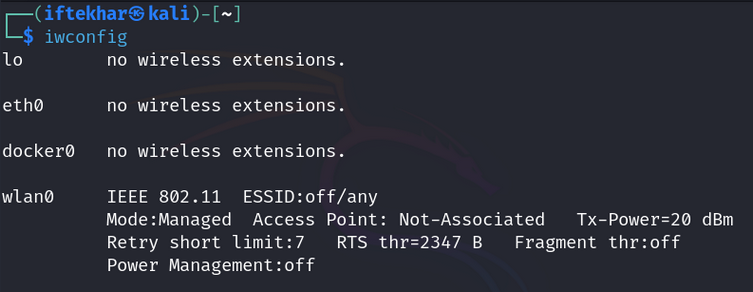 ┌──(iftekhar㉿kali)-[~]
└─$ iwconfig
lo        no wireless extensions.
eth0      no wireless extensions.
docker0   no wireless extensions.
wlan0     IEEE 802.11  ESSID:off/any
          Mode:Managed  Access Point: Not-Associated   Tx-Power=20 dBm
          Retry short limit:7   RTS thr=2347 B   Fragment thr:off
          Power Management:off